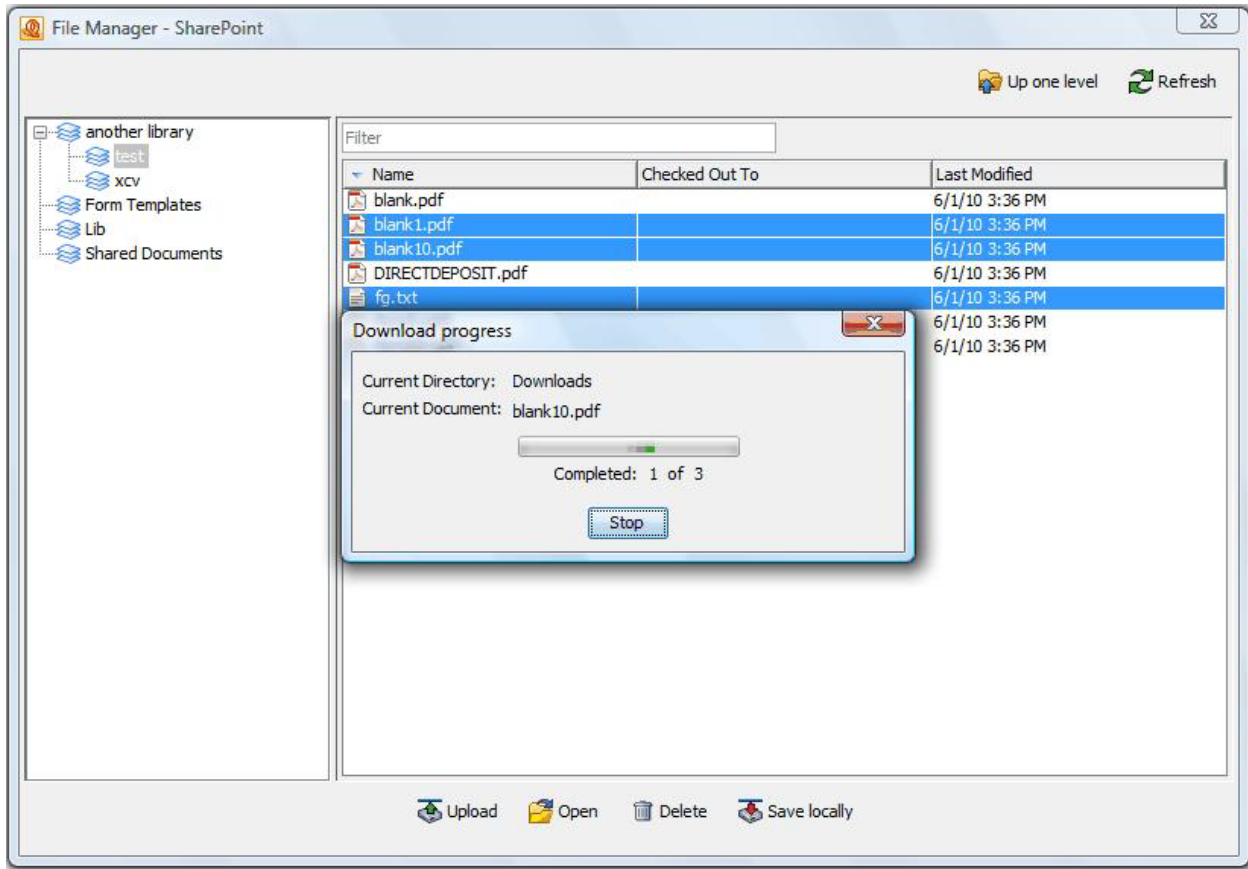 File Manager - SharePoint
Up one level Refresh
another library
test
xcv
Form Templates
Lib
Shared Documents
Filter
Name Checked Out To Last Modified
blank.pdf 6/1/10 3:36 PM
blank1.pdf 6/1/10 3:36 PM
blank10.pdf 6/1/10 3:36 PM
DIRECTDEPOSIT.pdf 6/1/10 3:36 PM
fg.txt 6/1/10 3:36 PM
6/1/10 3:36 PM
6/1/10 3:36 PM
Download progress
Current Directory: Downloads
Current Document: blank10.pdf
Completed: 1 of 3
Stop
Upload Open Delete Save locally